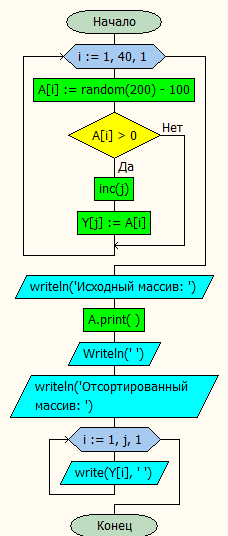 Начало
i := 1, 40, 1
A[i] := random(200) - 100
A[i] > 0
Нет
Да
inc(j)
Y[j] := A[i]
writeln('Исходный массив: ')
A.print( )
Writeln(' ')
writeln('Отсортированный
массив: ')
i := 1, j, 1
write(Y[i], ' ')
Конец